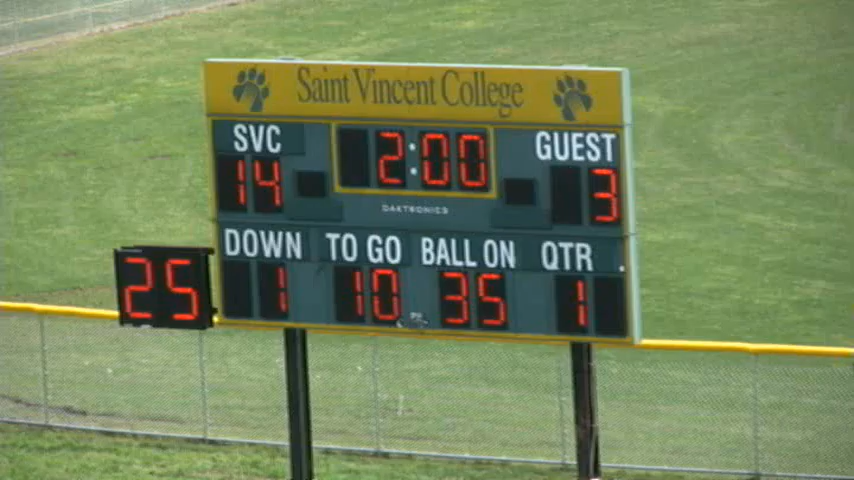 Saint Vincent College
SVC 2:00 GUEST
14 3
DAKTRONICS
DOWN TO GO BALL ON QTR
25 1 10 35 1